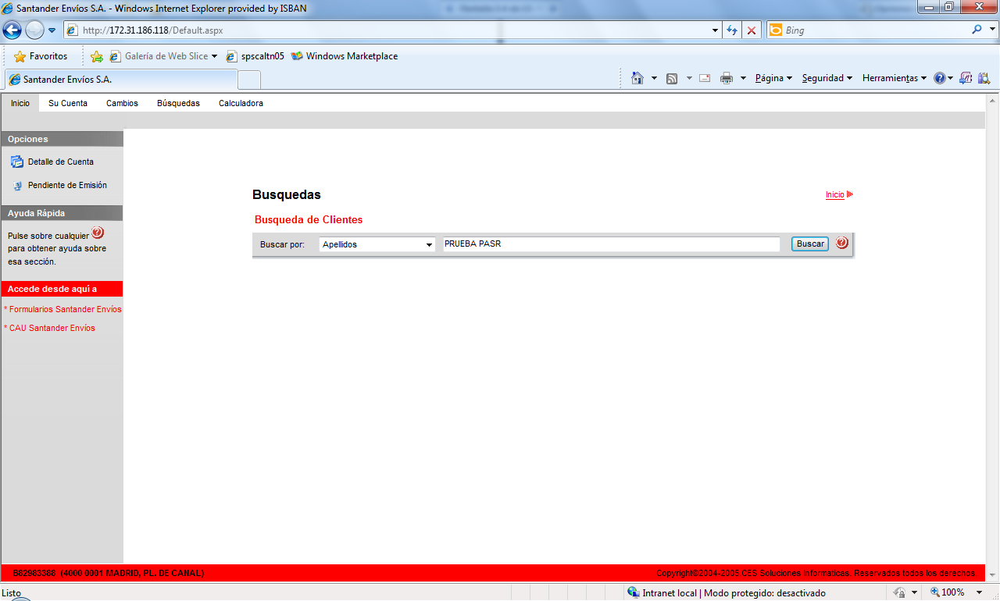 Santander Envíos S.A. - Windows Internet Explorer provided by ISBAN
http://172.31.186.118/Default.aspx
Bing
Favoritos Galería de Web Slice spscaltn05 Windows Marketplace
Santander Envíos S.A.
Página Seguridad Herramientas
Inicio Su Cuenta Cambios Búsquedas Calculadora
Opciones
Detalle de Cuenta
Pendiente de Emisión
Ayuda Rápida
Pulse sobre cualquier
para obtener ayuda sobre
esa sección.
Accede desde aquí a
* Formularios Santander Envíos
* CAU Santander Envíos
Busquedas Inicio
Busqueda de Clientes
Buscar por: Apellidos PRUEBA PASR Buscar
B82983388 (4000 0001 MADRID, PL. DE CANAL) Copyright©2004-2005.CES Soluciones Informaticas. Reservados todos los derechos.
Listo Intranet local | Modo protegido: desactivado 100%